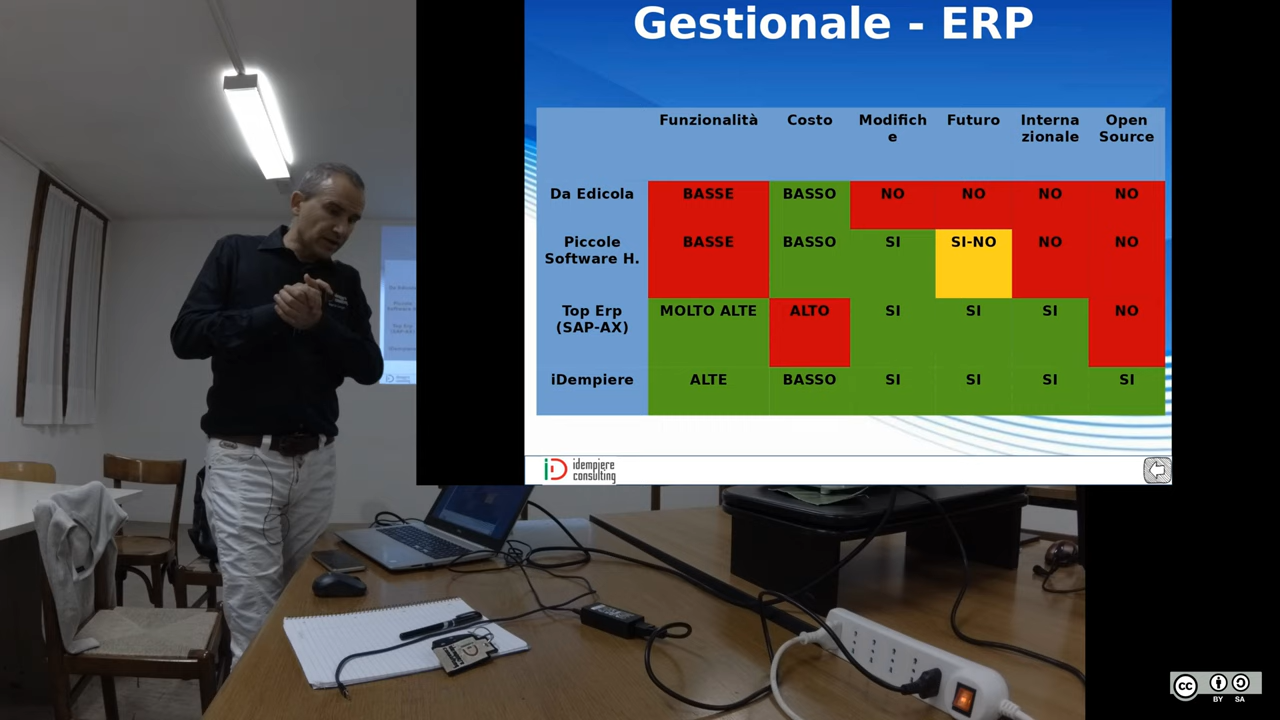 Gestionale - ERP
Funzionalità Costo Modifich Futuro Interna Open
e zionale Source
Da Edicola BASSE BASSO NO NO NO NO
Piccole BASSE BASSO SI SI-NO NO NO
Software H.
Top Erp MOLTO ALTE ALTO SI SI SI NO
(SAP-AX)
iDempiere ALTE BASSO SI SI SI SI
idempiere
consulting
cc
BY SA